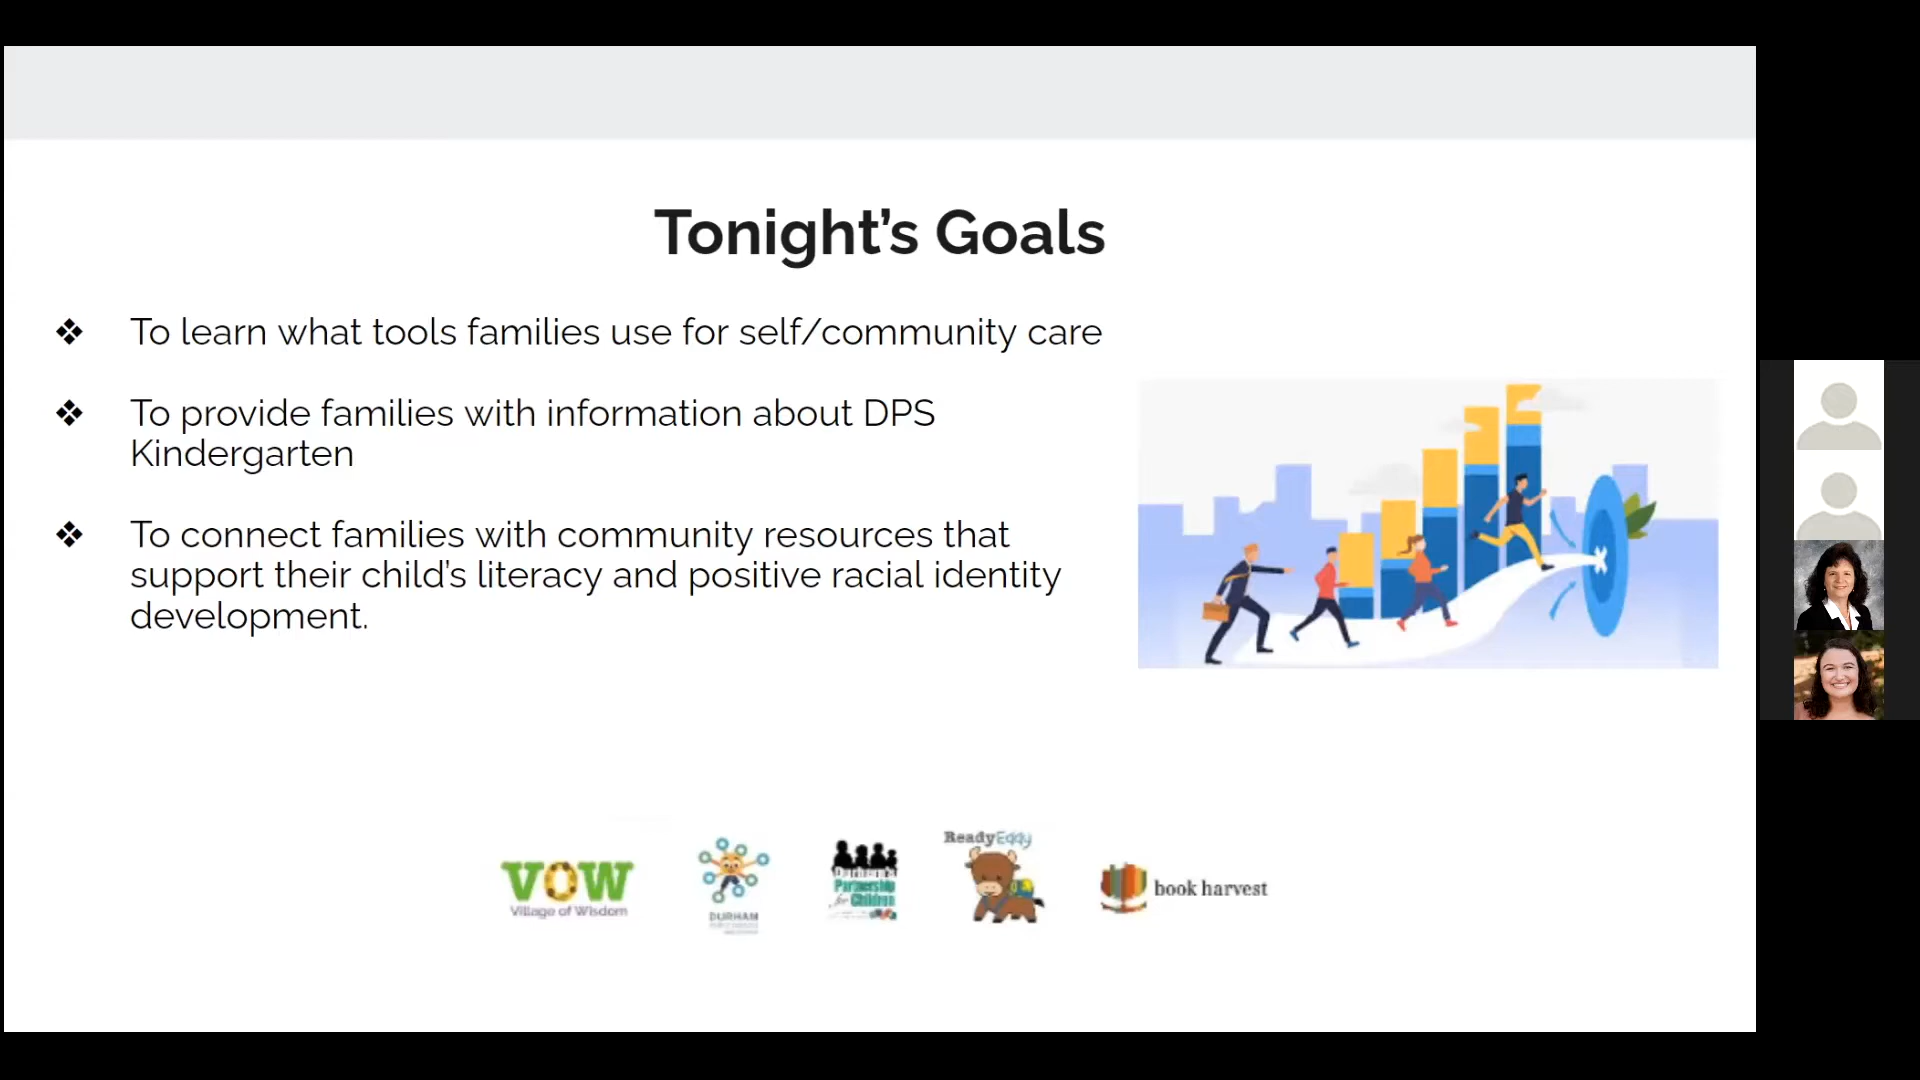 Tonight's Goals
❖ To learn what tools families use for self/community care
❖ To provide families with information about DPS
Kindergarten
❖ To connect families with community resources that
support their child's literacy and positive racial identity
development.
VOW
Village of Wisdom
DURHAM
Durham's
Partnership
for Children
ReadyEddy
book harvest